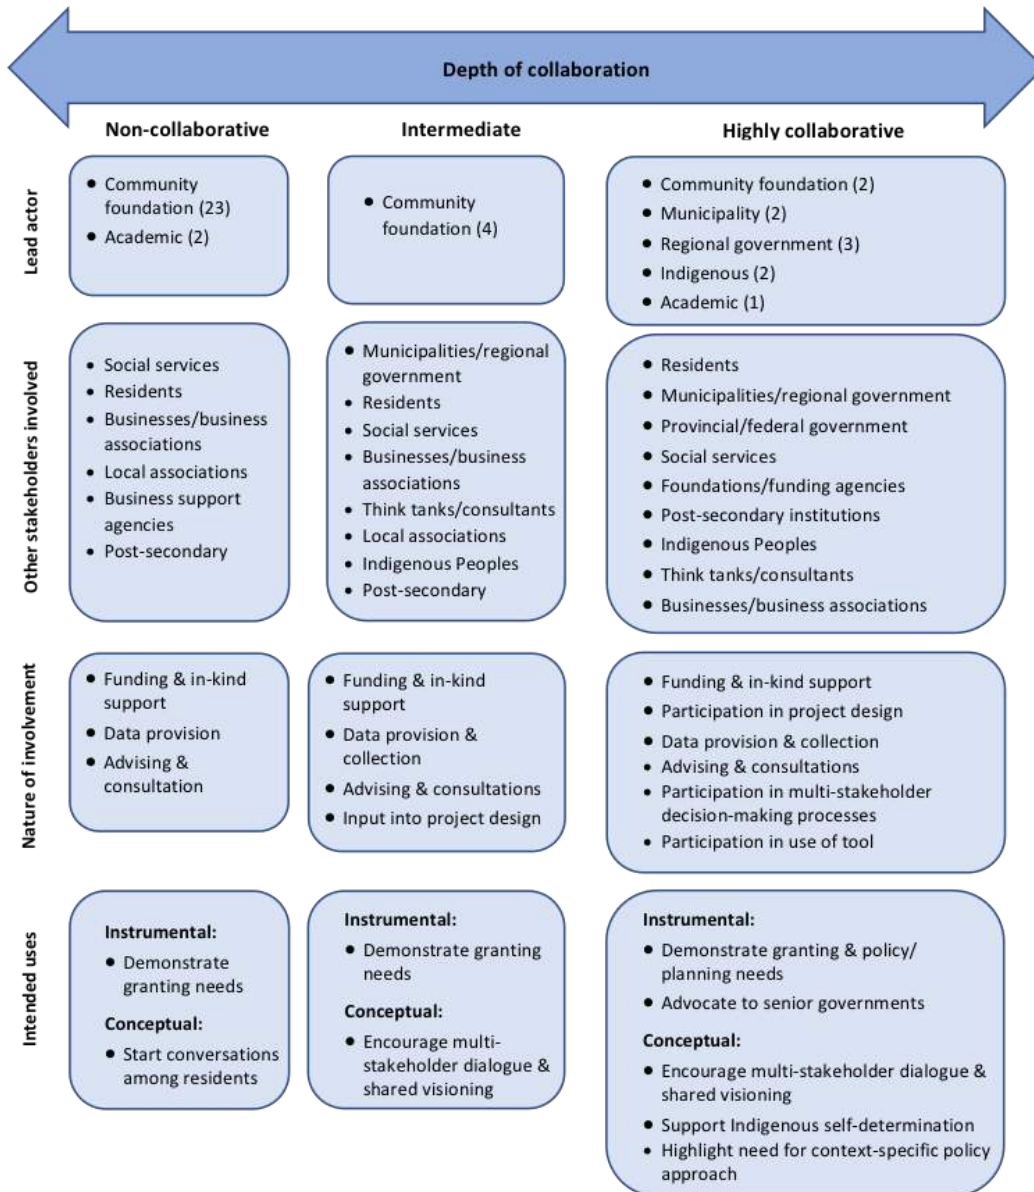 Depth of collaboration
Non-collaborative
Intermediate
Highly collaborative
Lead actor
• Community
foundation (23)
• Academic (2)
• Community
foundation (4)
• Community foundation (2)
• Municipality (2)
• Regional government (3)
• Indigenous (2)
• Academic (1)
Other stakeholders involved
• Social services
• Residents
• Businesses/business
associations
• Local associations
• Business support
agencies
• Post-secondary
• Municipalities/regional
government
• Residents
• Social services
• Businesses/business
associations
• Think tanks/consultants
• Local associations
• Indigenous Peoples
• Post-secondary
• Residents
• Municipalities/regional government
• Provincial/federal government
• Social services
• Foundations/funding agencies
• Post-secondary institutions
• Indigenous Peoples
• Think tanks/consultants
• Businesses/business associations
Nature of involvement
• Funding & in-kind
support
• Data provision
• Advising &
consultation
• Funding & in-kind
support
• Data provision &
collection
• Advising & consultations
• Input into project design
• Funding & in-kind support
• Participation in project design
• Data provision & collection
• Advising & consultations
• Participation in multi-stakeholder
decision-making processes
• Participation in use of tool
Intended uses
Instrumental:
• Demonstrate
granting needs
Conceptual:
• Start conversations
among residents
Instrumental:
• Demonstrate granting
needs
Conceptual:
• Encourage multi-
stakeholder dialogue &
shared visioning
Instrumental:
• Demonstrate granting & policy/
planning needs
• Advocate to senior governments
Conceptual:
• Encourage multi-stakeholder dialogue &
shared visioning
• Support Indigenous self-determination
• Highlight need for context-specific policy
approach